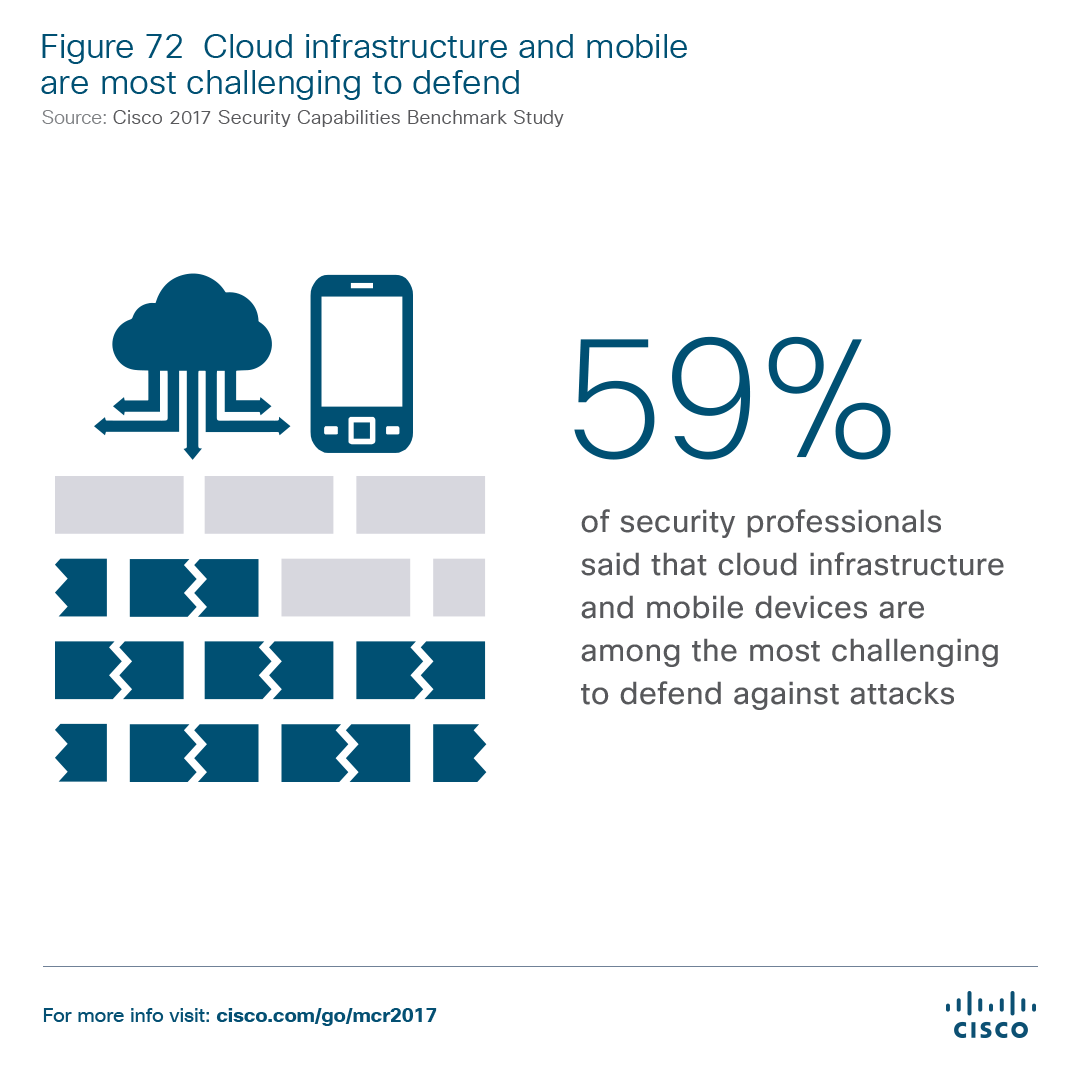 Figure 72  Cloud infrastructure and mobile
are most challenging to defend
Source: Cisco 2017 Security Capabilities Benchmark Study
59%
of security professionals
said that cloud infrastructure
and mobile devices are
among the most challenging
to defend against attacks
For more info visit: cisco.com/go/mcr2017
CISCO